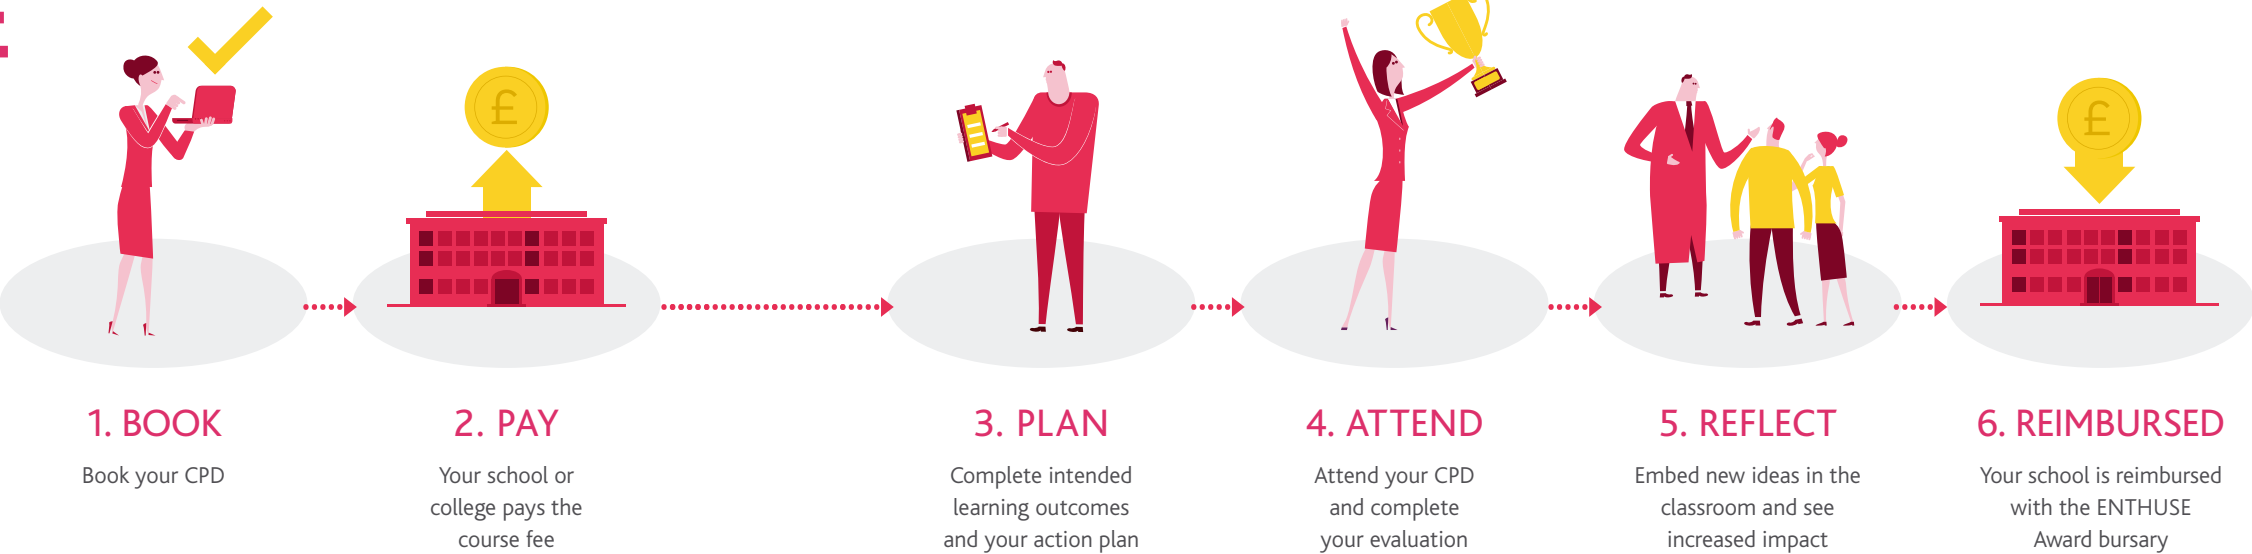 £
£
1. BOOK
Book your CPD
2. PAY
Your school or
college pays the
course fee
3. PLAN
Complete intended
learning outcomes
and your action plan
4. ATTEND
Attend your CPD
and complete
your evaluation
5. REFLECT
Embed new ideas in the
classroom and see
increased impact
6. REIMBURSED
Your school is reimbursed
with the ENTHUSE
Award bursary